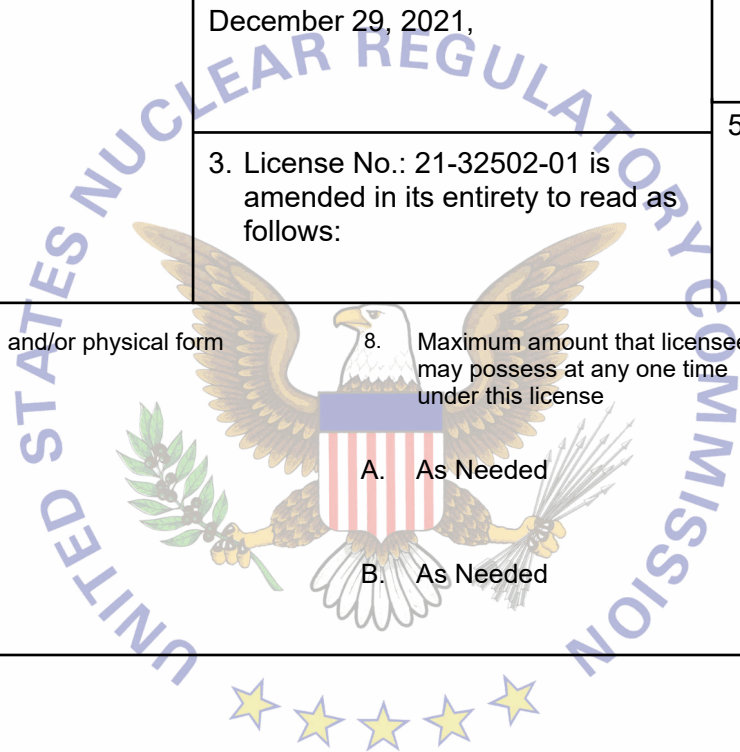 December 29, 2021,
5
3. License No.: 21-32502-01 is
amended in its entirety to read as
follows:
and/or physical form
8. Maximum amount that licensee
may possess at any one time
under this license
A. As Needed
B. As Needed
UNITED STATES NUCLEAR REGULATORY COMMISSION